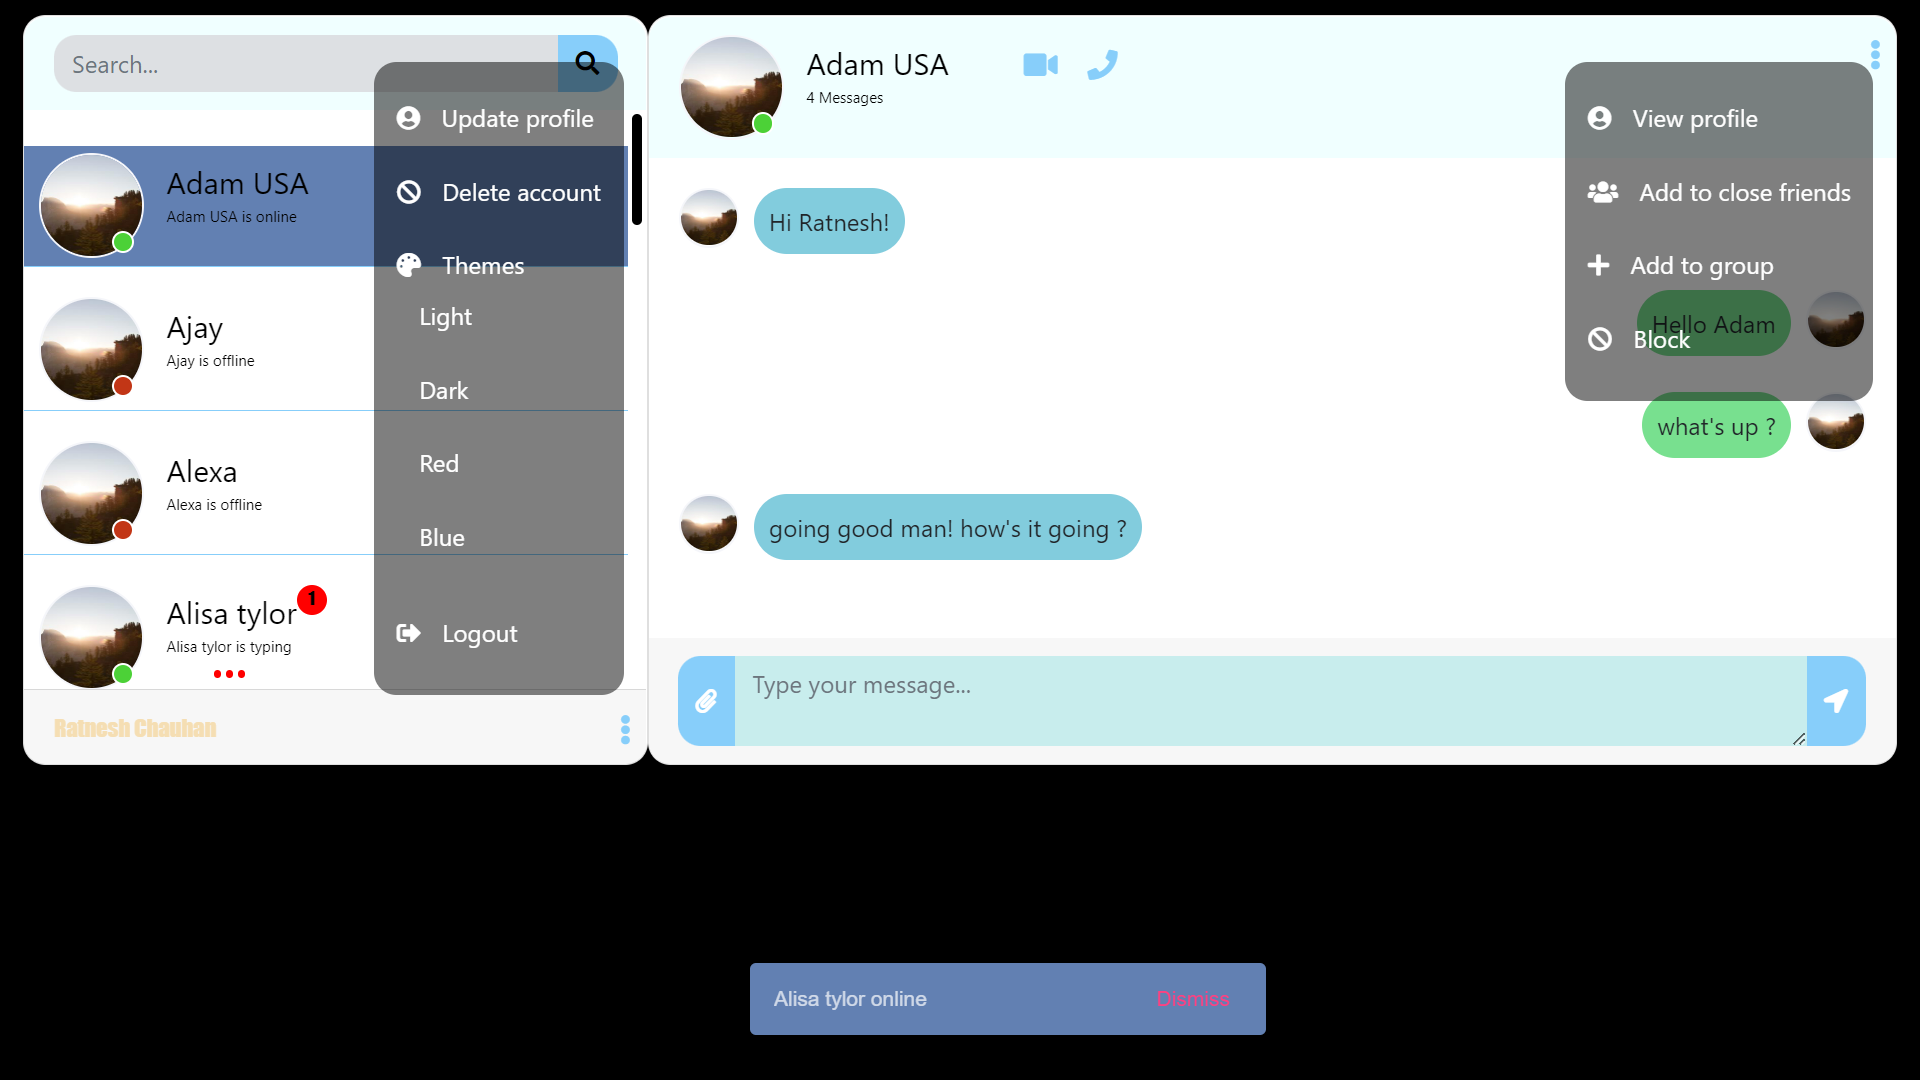 Search...
Update profile
Adam USA
Adam USA is online
Delete account
Themes
Light
Ajay
Ajay is offline
Dark
Red
Alexa
Alexa is offline
Blue
Alisa tylor
1
Alisa tylor is typing
Logout
Ratnesh Chauhan
Adam USA
4 Messages
View profile
Add to close friends
Add to group
Block
Hi Ratnesh!
Hello Adam
what's up ?
going good man! how's it going ?
Type your message...
Alisa tylor online
Dismiss